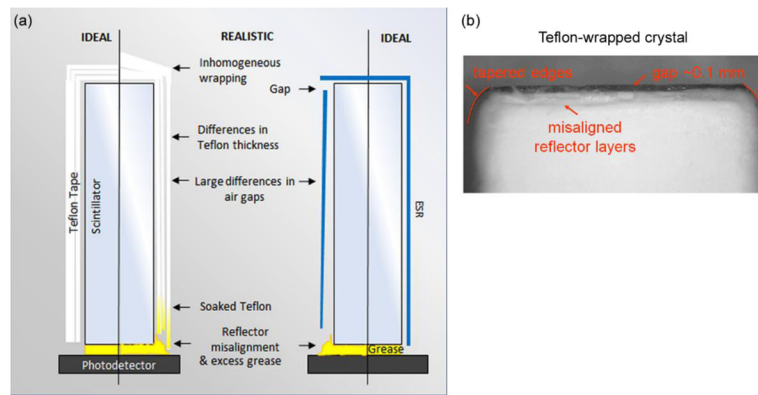 (a)
IDEAL
REALISTIC
IDEAL
Inhomogeneous
wrapping
Gap
Differences in
Teflon thickness
Large differences in
air gaps
Teflon Tape
Scintillator
ESR
Soaked Teflon
Reflector
misalignment
& excess grease
Grease
Photodetector
(b)
Teflon-wrapped crystal
tapered edges
gap ~0.1 mm
misaligned
reflector layers